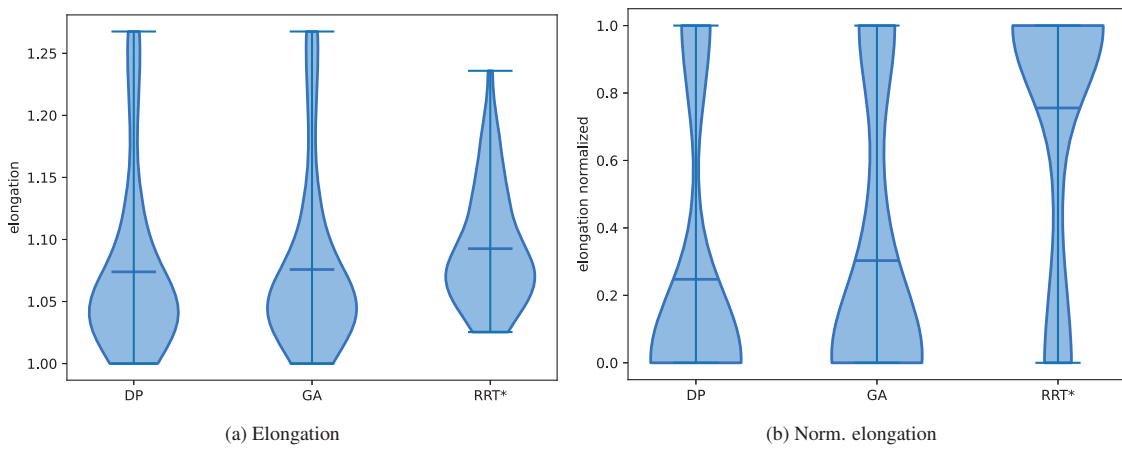 1.25
1.20
1.15
1.10
1.05
1.00
elongation
DP GA RRT*
(a) Elongation
1.0
0.8
0.6
0.4
0.2
0.0
elongation normalized
DP GA RRT*
(b) Norm. elongation